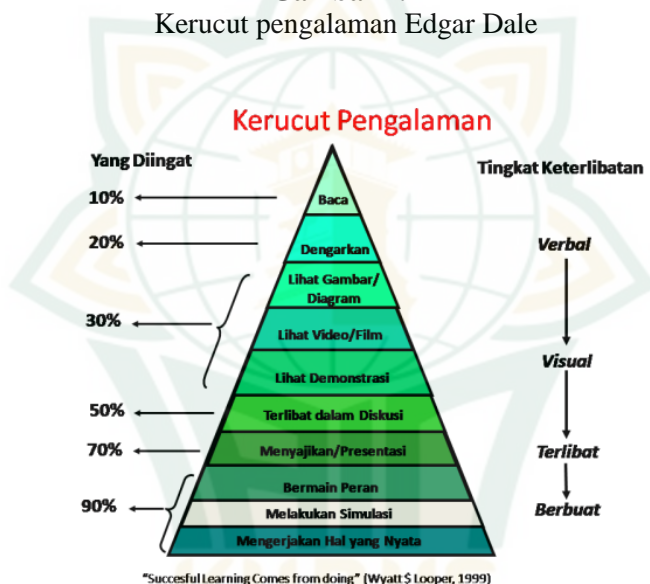 Kerucut pengalaman Edgar Dale
Kerucut Pengalaman
Yang Diingat
Tingkat Keterlibatan
10%
Baca
20%
Dengarkan
Verbal
Lihat Gambar/
Diagram
30%
Lihat Video/Film
Visual
Lihat Demonstrasi
50%
Terlibat dalam Diskusi
70%
Menyajikan/Presentasi
Terlibat
Bermain Peran
90%
Melakukan Simulasi
Berbuat
Mengerjakan Hal yang Nyata
"Succesful Learning Comes from doing" (Wyatt $ Looper, 1999)